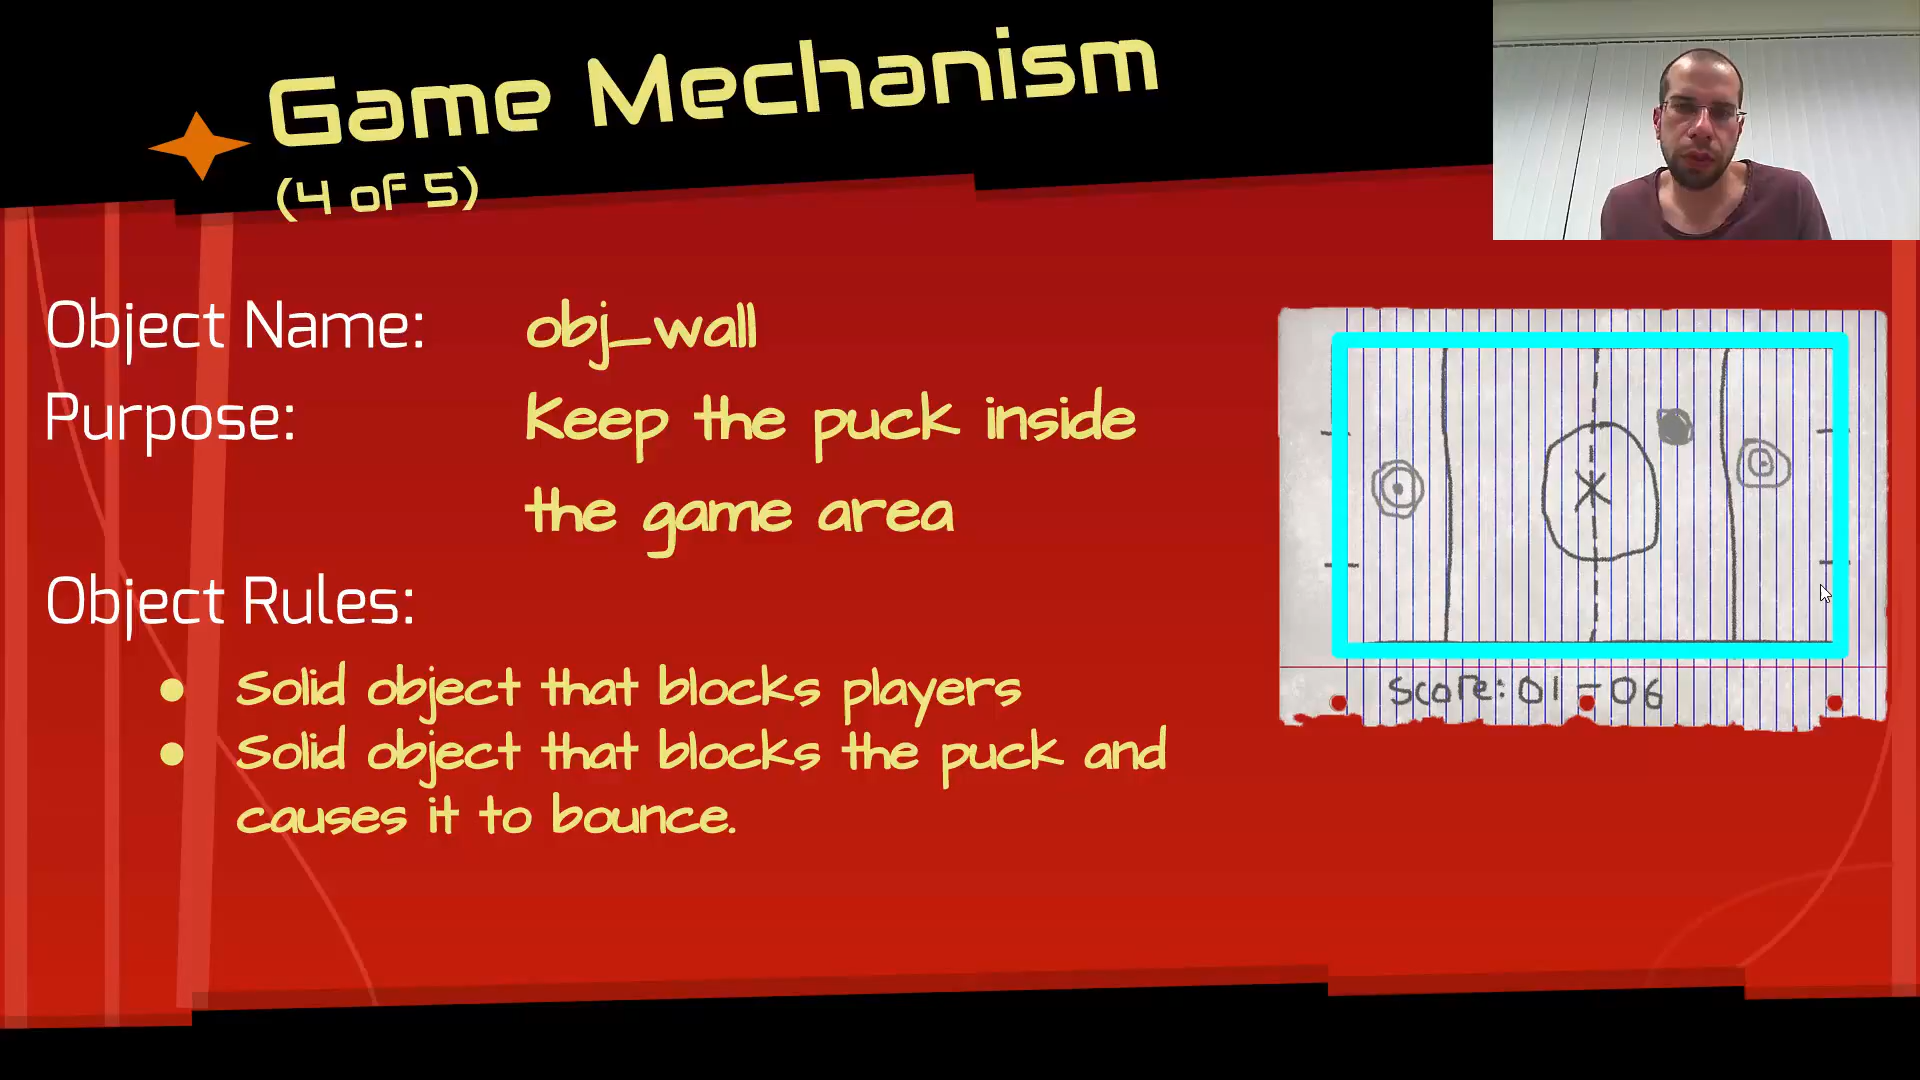 Game Mechanism
(4 of 5)
Object Name: obj_wall
Purpose: Keep the puck inside
the game area
Object Rules:
● Solid object that blocks players
● Solid object that blocks the puck and
causes it to bounce.
Score: 01 - 06